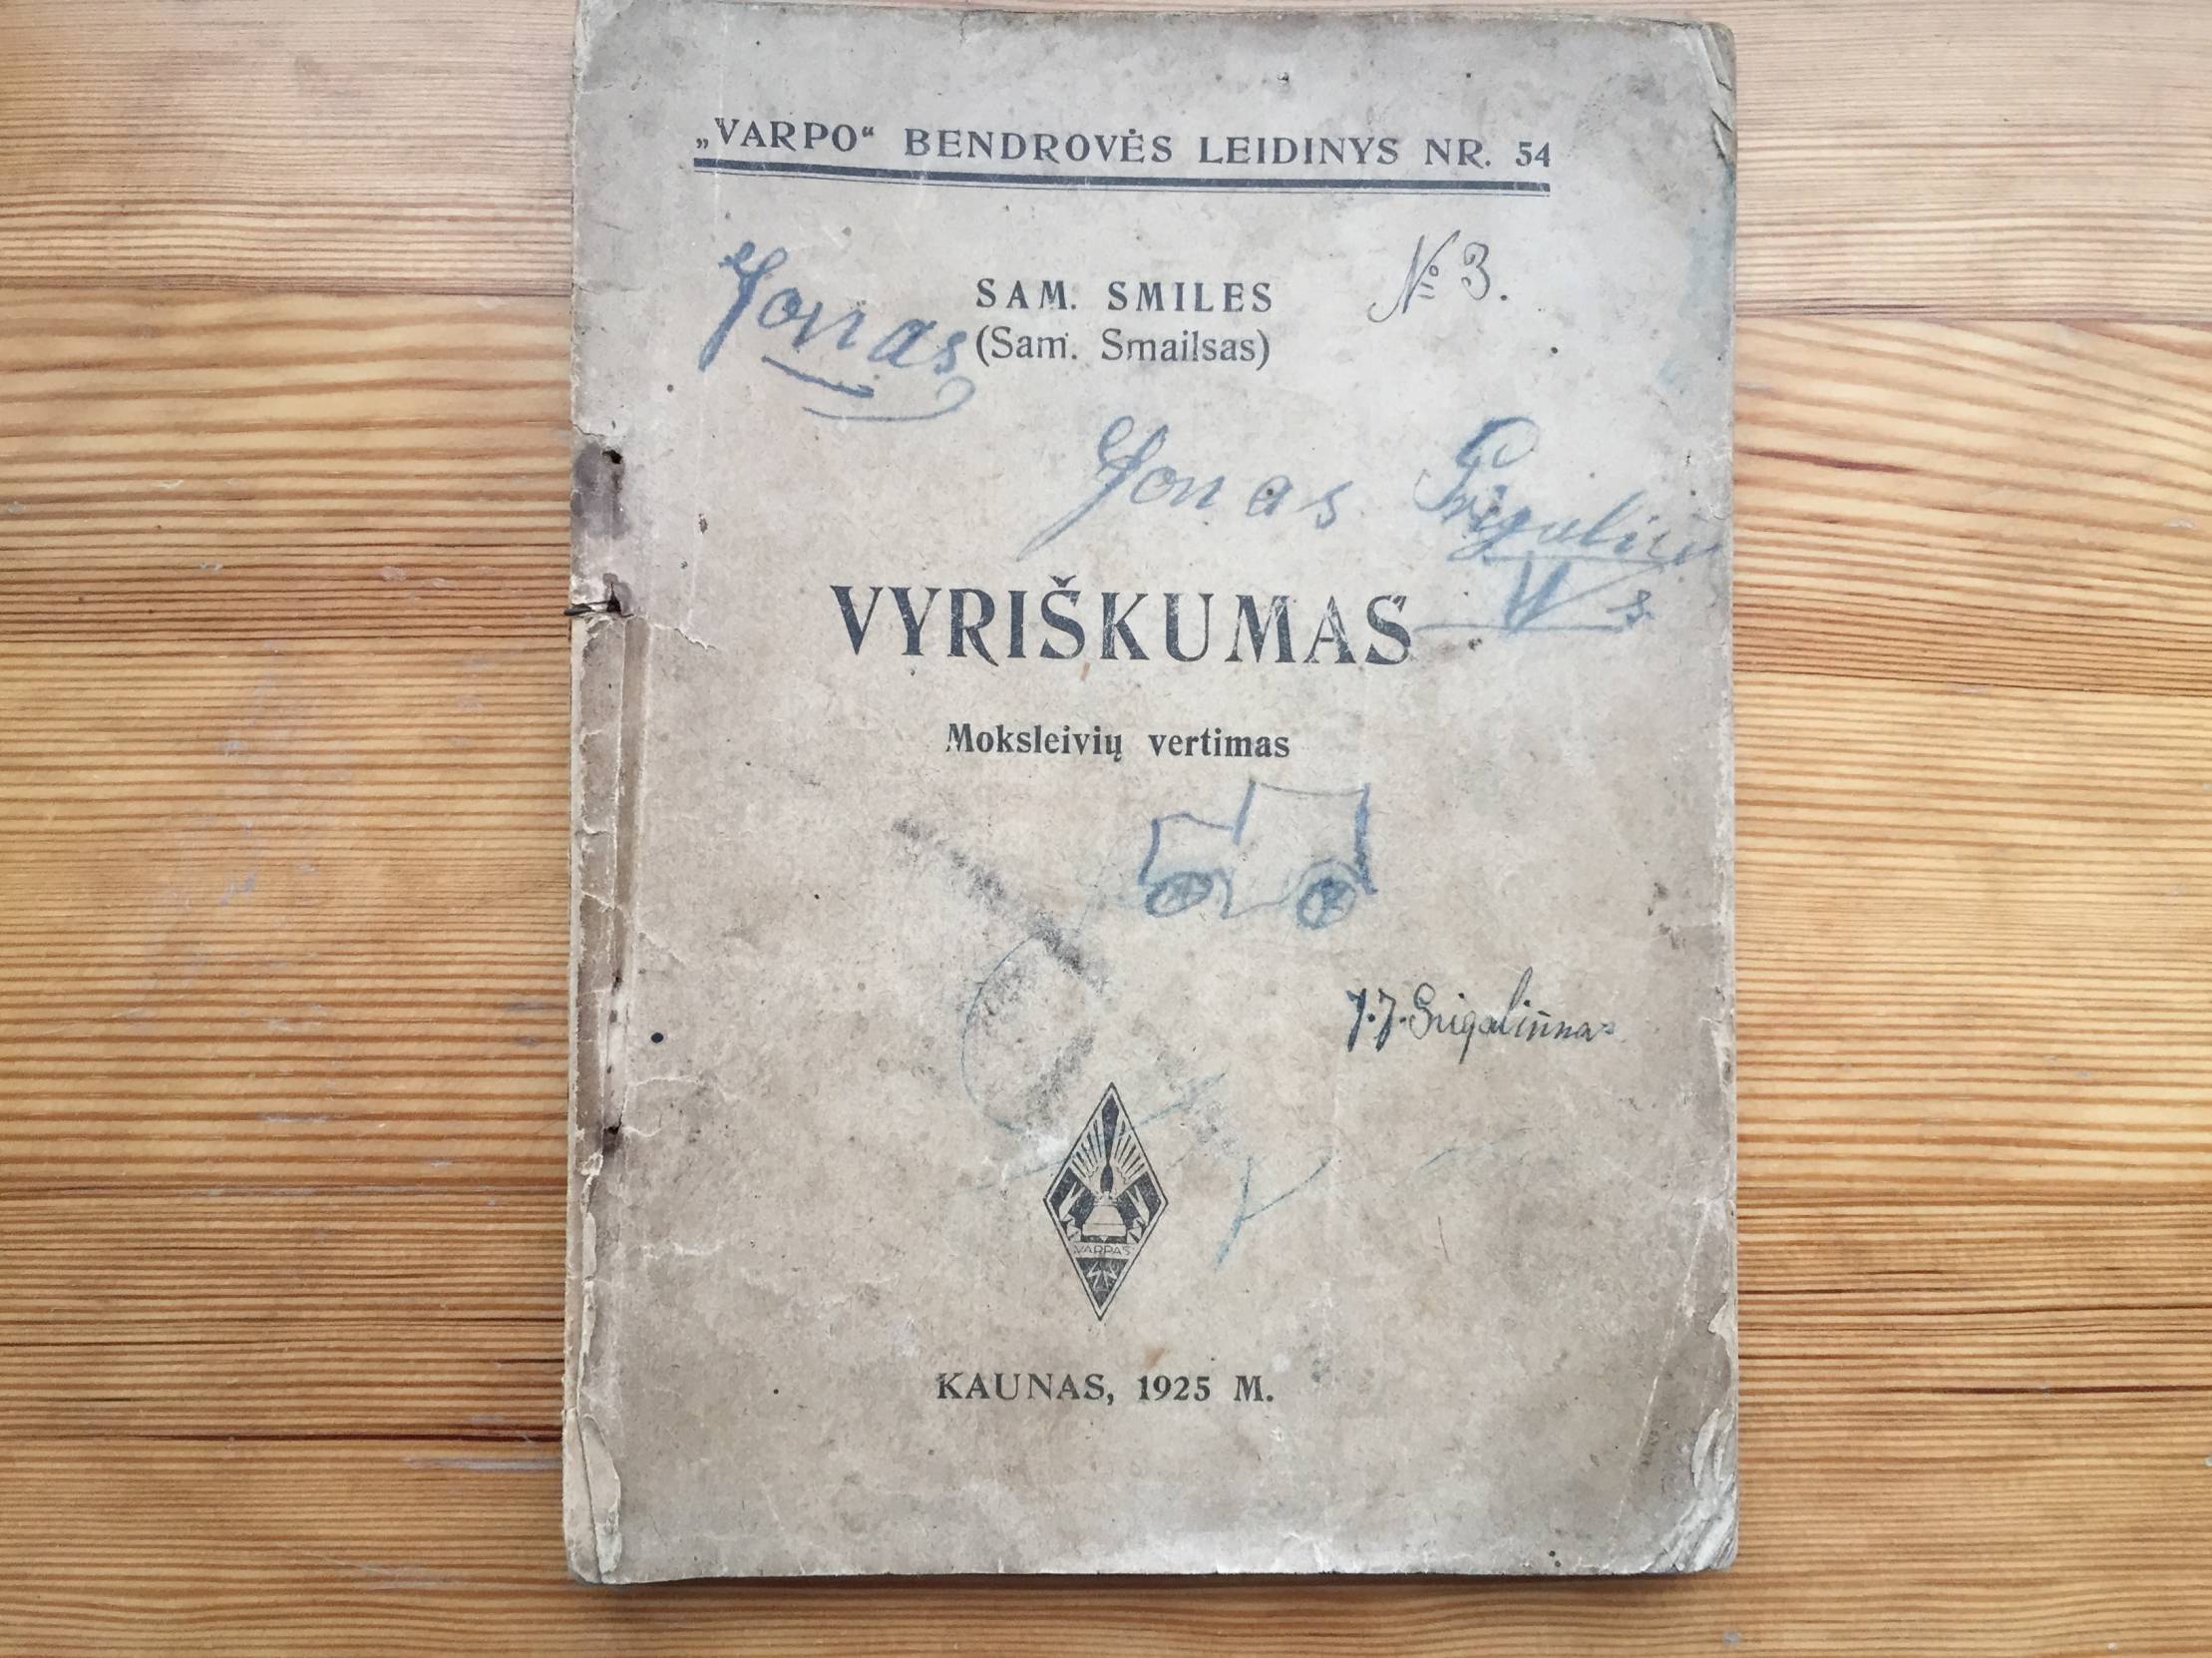 „VARPO“ BENDROVĖS LEIDINYS NR. 54
Jonas
SAM. SMILES
№ 3.
(Sam. Smailsas)
Jonas
VYRIŠKUMAS
Moksleivių vertimas
J.J. Grigaliūnas
VARPAS
KAUNAS, 1925 M.